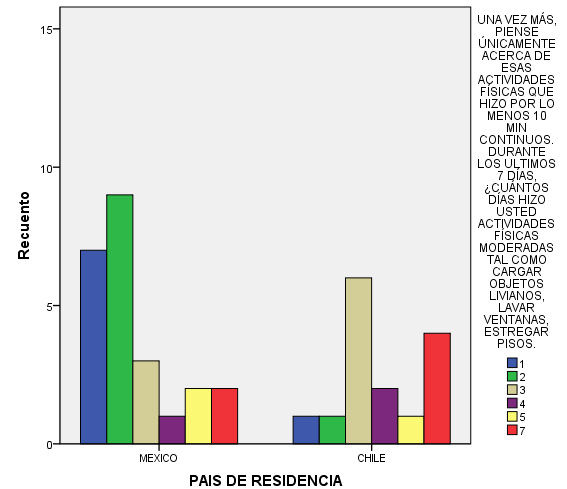 UNA VEZ MÁS,
PIENSE
ÚNICAMENTE
ACERCA DE
ESAS
ACTIVIDADES
FÍSICAS QUE
HIZO POR LO
MENOS 10
MIN
CONTINUOS.
DURANTE
LOS ULTIMOS
7 DÍAS,
¿CUÁNTOS
DÍAS HIZO
USTED
ACTIVIDADES
FÍSICAS
MODERADAS
TAL COMO
CARGAR
OBJETOS
LIVIANOS,
LAVAR
VENTANAS,
ESTREGAR
PISOS.
1
2
3
4
5
7
Recuento
15
10
5
0
MEXICO
CHILE
PAIS DE RESIDENCIA